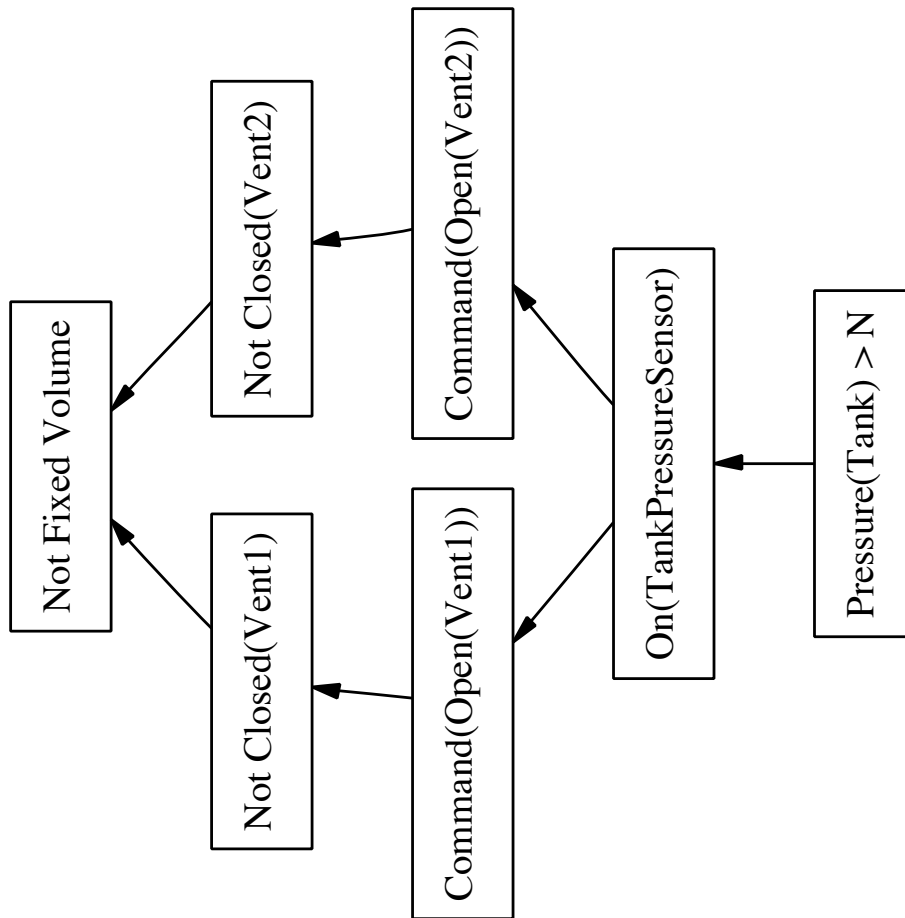 Not Fixed Volume
Not Closed(Vent1)
Not Closed(Vent2)
Command(Open(Vent1))
Command(Open(Vent2))
On(TankPressureSensor)
Pressure(Tank) > N